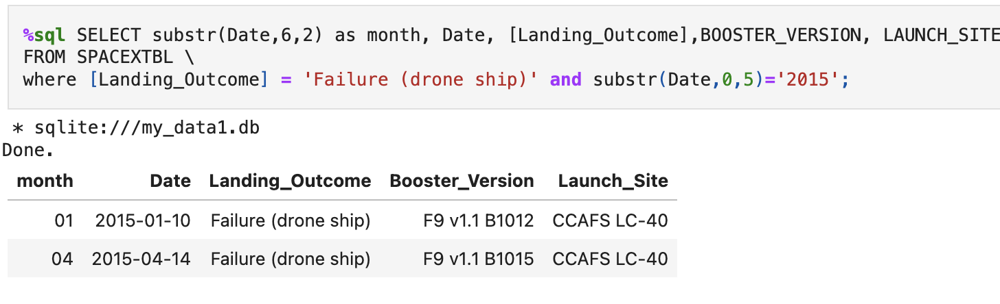 %sql SELECT substr(Date,6,2) as month, Date, [Landing_Outcome],BOOSTER_VERSION, LAUNCH_SITE
FROM SPACEXTBL \
where [Landing_Outcome] = 'Failure (drone ship)' and substr(Date,0,5)='2015';
* sqlite:///my_data1.db
Done.
month Date Landing_Outcome Booster_Version Launch_Site
01 2015-01-10 Failure (drone ship) F9 v1.1 B1012 CCAFS LC-40
04 2015-04-14 Failure (drone ship) F9 v1.1 B1015 CCAFS LC-40